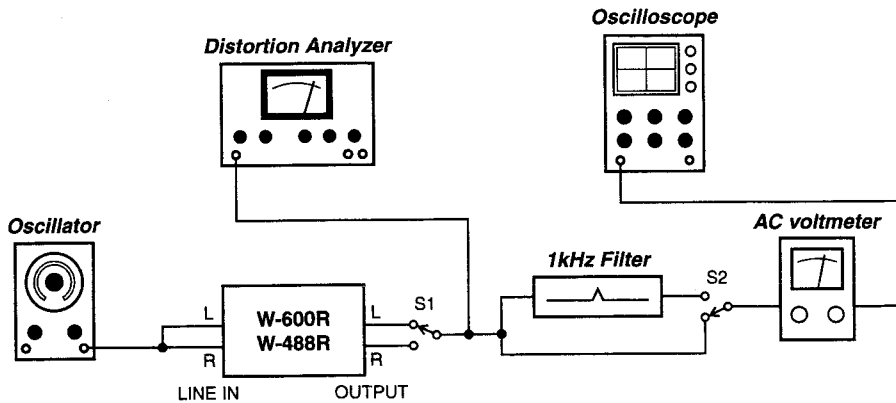 Oscilloscope
Distortion Analyzer
Oscillator
AC voltmeter
1kHz Filter
S2
S1
L
L
W-600R
W-488R
R
R
LINE IN
OUTPUT